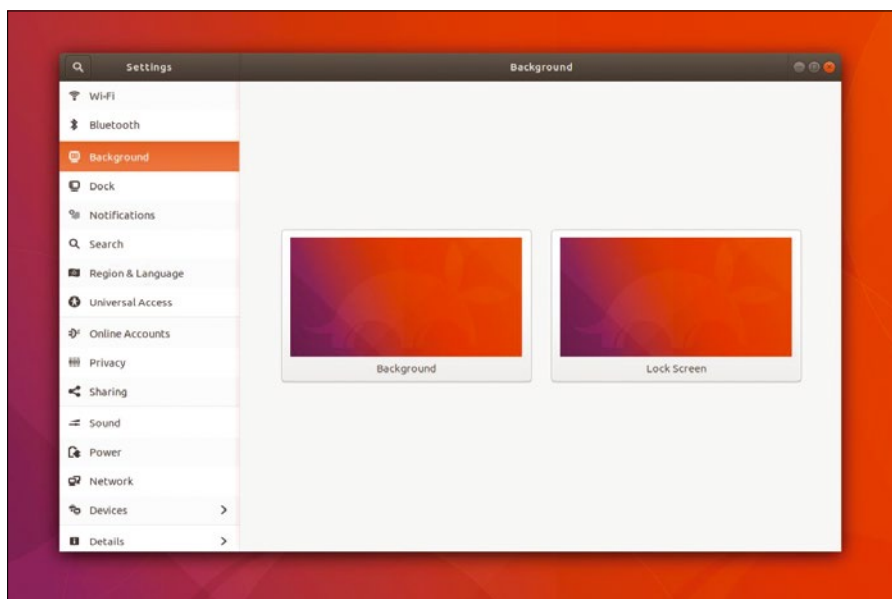 Settings
Background
Wi-Fi
Bluetooth
Background
Dock
Notifications
Search
Region & Language
Universal Access
Online Accounts
Privacy
Sharing
Sound
Power
Network
Devices
Details
Background
Lock Screen